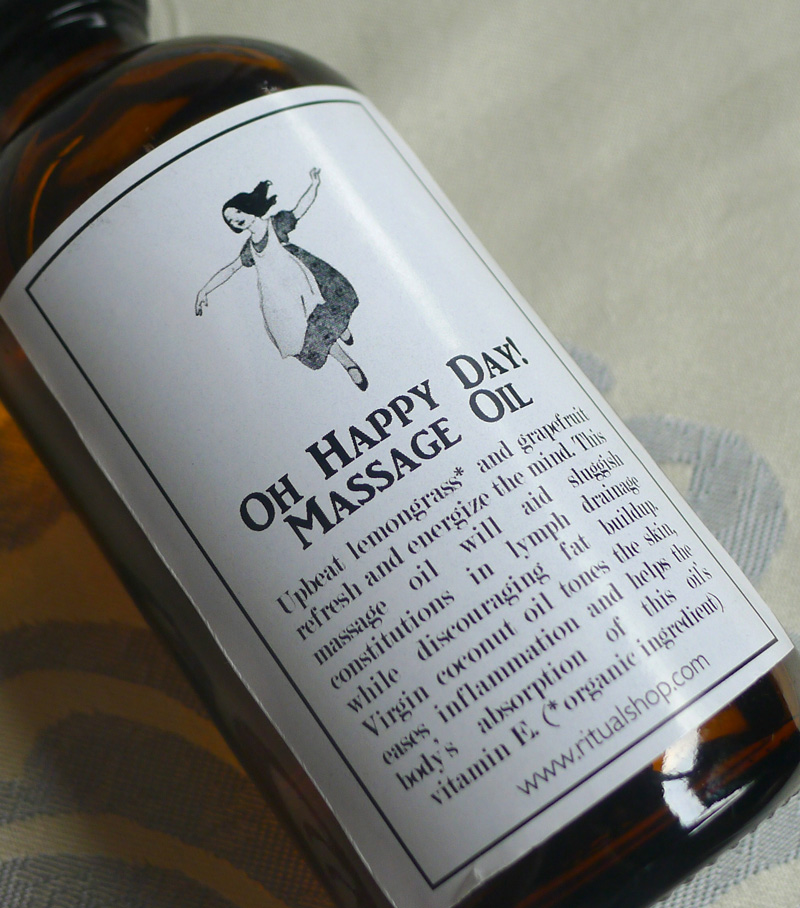 OH HAPPY DAY!
MASSAGE OIL
Upbeat lemongrass* and grapefruit
refresh and energize the mind. This
massage oil will aid sluggish
constitutions in lymph drainage
while discouraging fat buildup.
Virgin coconut oil tones the skin,
eases inflammation and helps the
body's absorption of this oil's
vitamin E. (*organic ingredient)
www.ritualshop.com